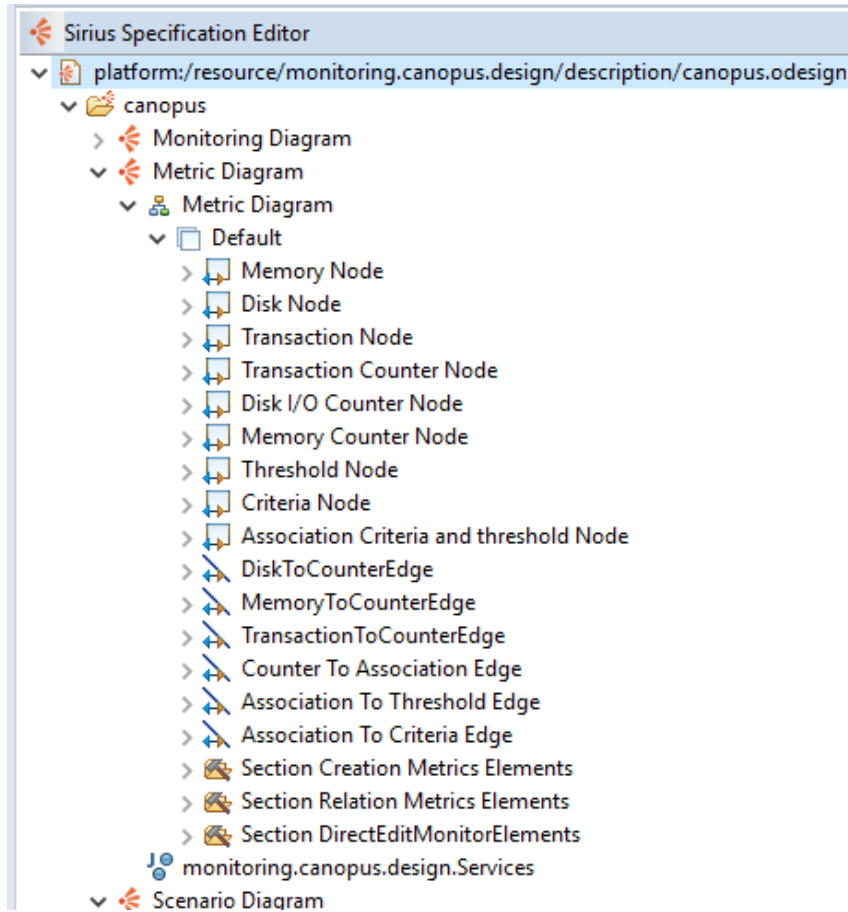 Sirius Specification Editor
platform:/resource/monitoring.canopus.design/description/canopus.odesign
canopus
Monitoring Diagram
Metric Diagram
Metric Diagram
Default
Memory Node
Disk Node
Transaction Node
Transaction Counter Node
Disk I/O Counter Node
Memory Counter Node
Threshold Node
Criteria Node
Association Criteria and threshold Node
DiskToCounterEdge
MemoryToCounterEdge
TransactionToCounterEdge
Counter To Association Edge
Association To Threshold Edge
Association To Criteria Edge
Section Creation Metrics Elements
Section Relation Metrics Elements
Section DirectEditMonitorElements
monitoring.canopus.design.Services
Scenario Diagram